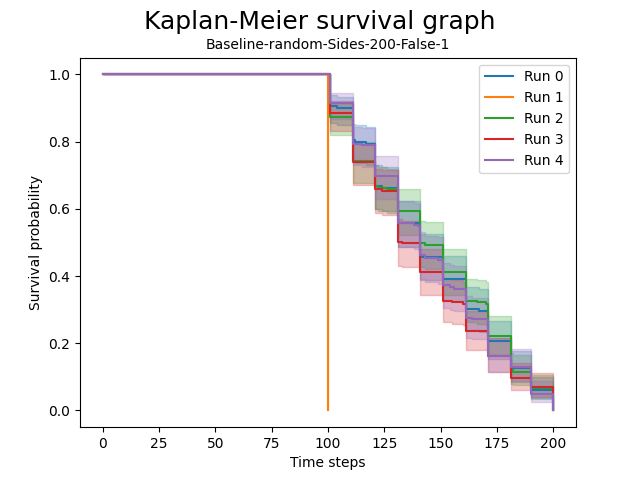 Kaplan-Meier survival graph
Baseline-random-Sides-200-False-1
Survival probability
1.0
0.8
0.6
0.4
0.2
0.0
Run 0
Run 1
Run 2
Run 3
Run 4
0
25
50
75
100
125
150
175
200
Time steps